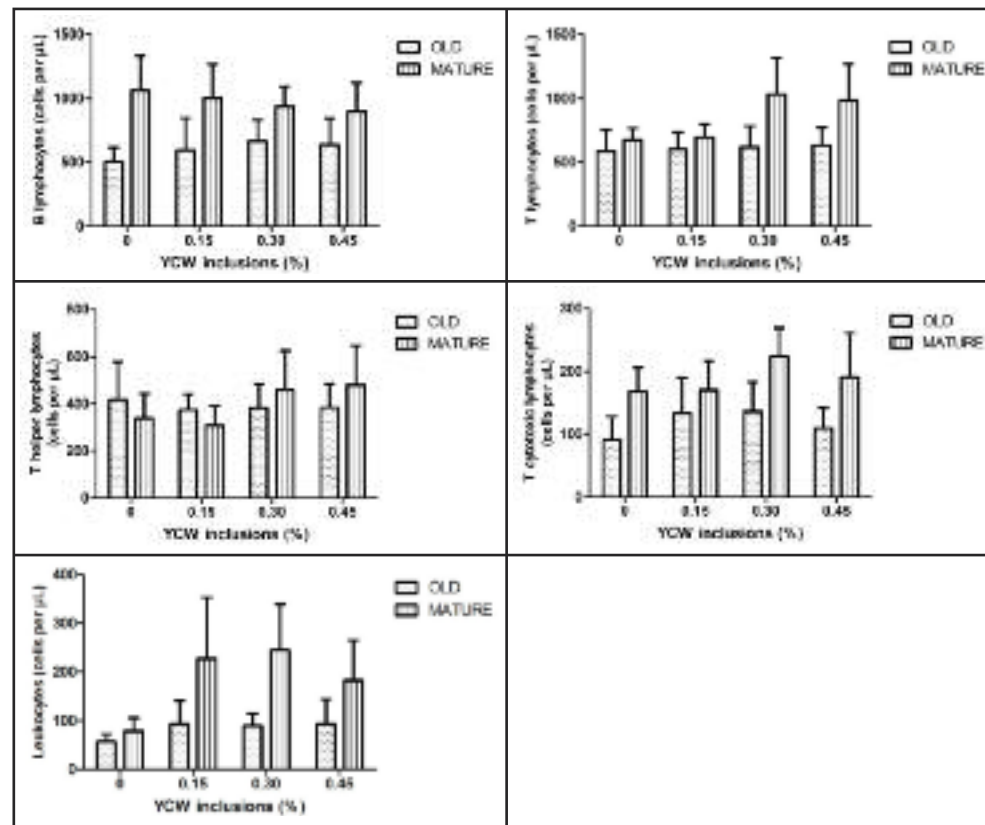 B lymphocytes (cells per µL)
1500
1000
500
0
OLD
MATURE
0 0.15 0.30 0.45
YCW inclusions (%)
T lymphocytes (cells per µL)
1500
1000
500
0
OLD
MATURE
0 0.15 0.30 0.45
YCW inclusions (%)
T helper lymphocytes
(cells per µL)
800
600
400
200
0
OLD
MATURE
0 0.15 0.30 0.45
YCW inclusions (%)
T cytotoxic lymphocytes
(cells per µL)
300
200
100
0
OLD
MATURE
0 0.15 0.30 0.45
YCW inclusions (%)
Leukocytes (cells per µL)
400
300
200
100
0
OLD
MATURE
0 0.15 0.30 0.45
YCW inclusions (%)